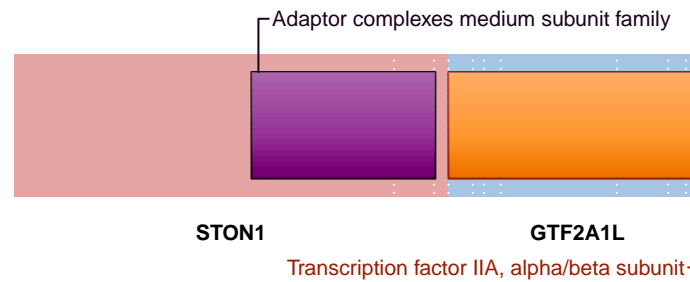 Adaptor complexes medium subunit family
STON1
GTF2A1L
Transcription factor IIA, alpha/beta subunit